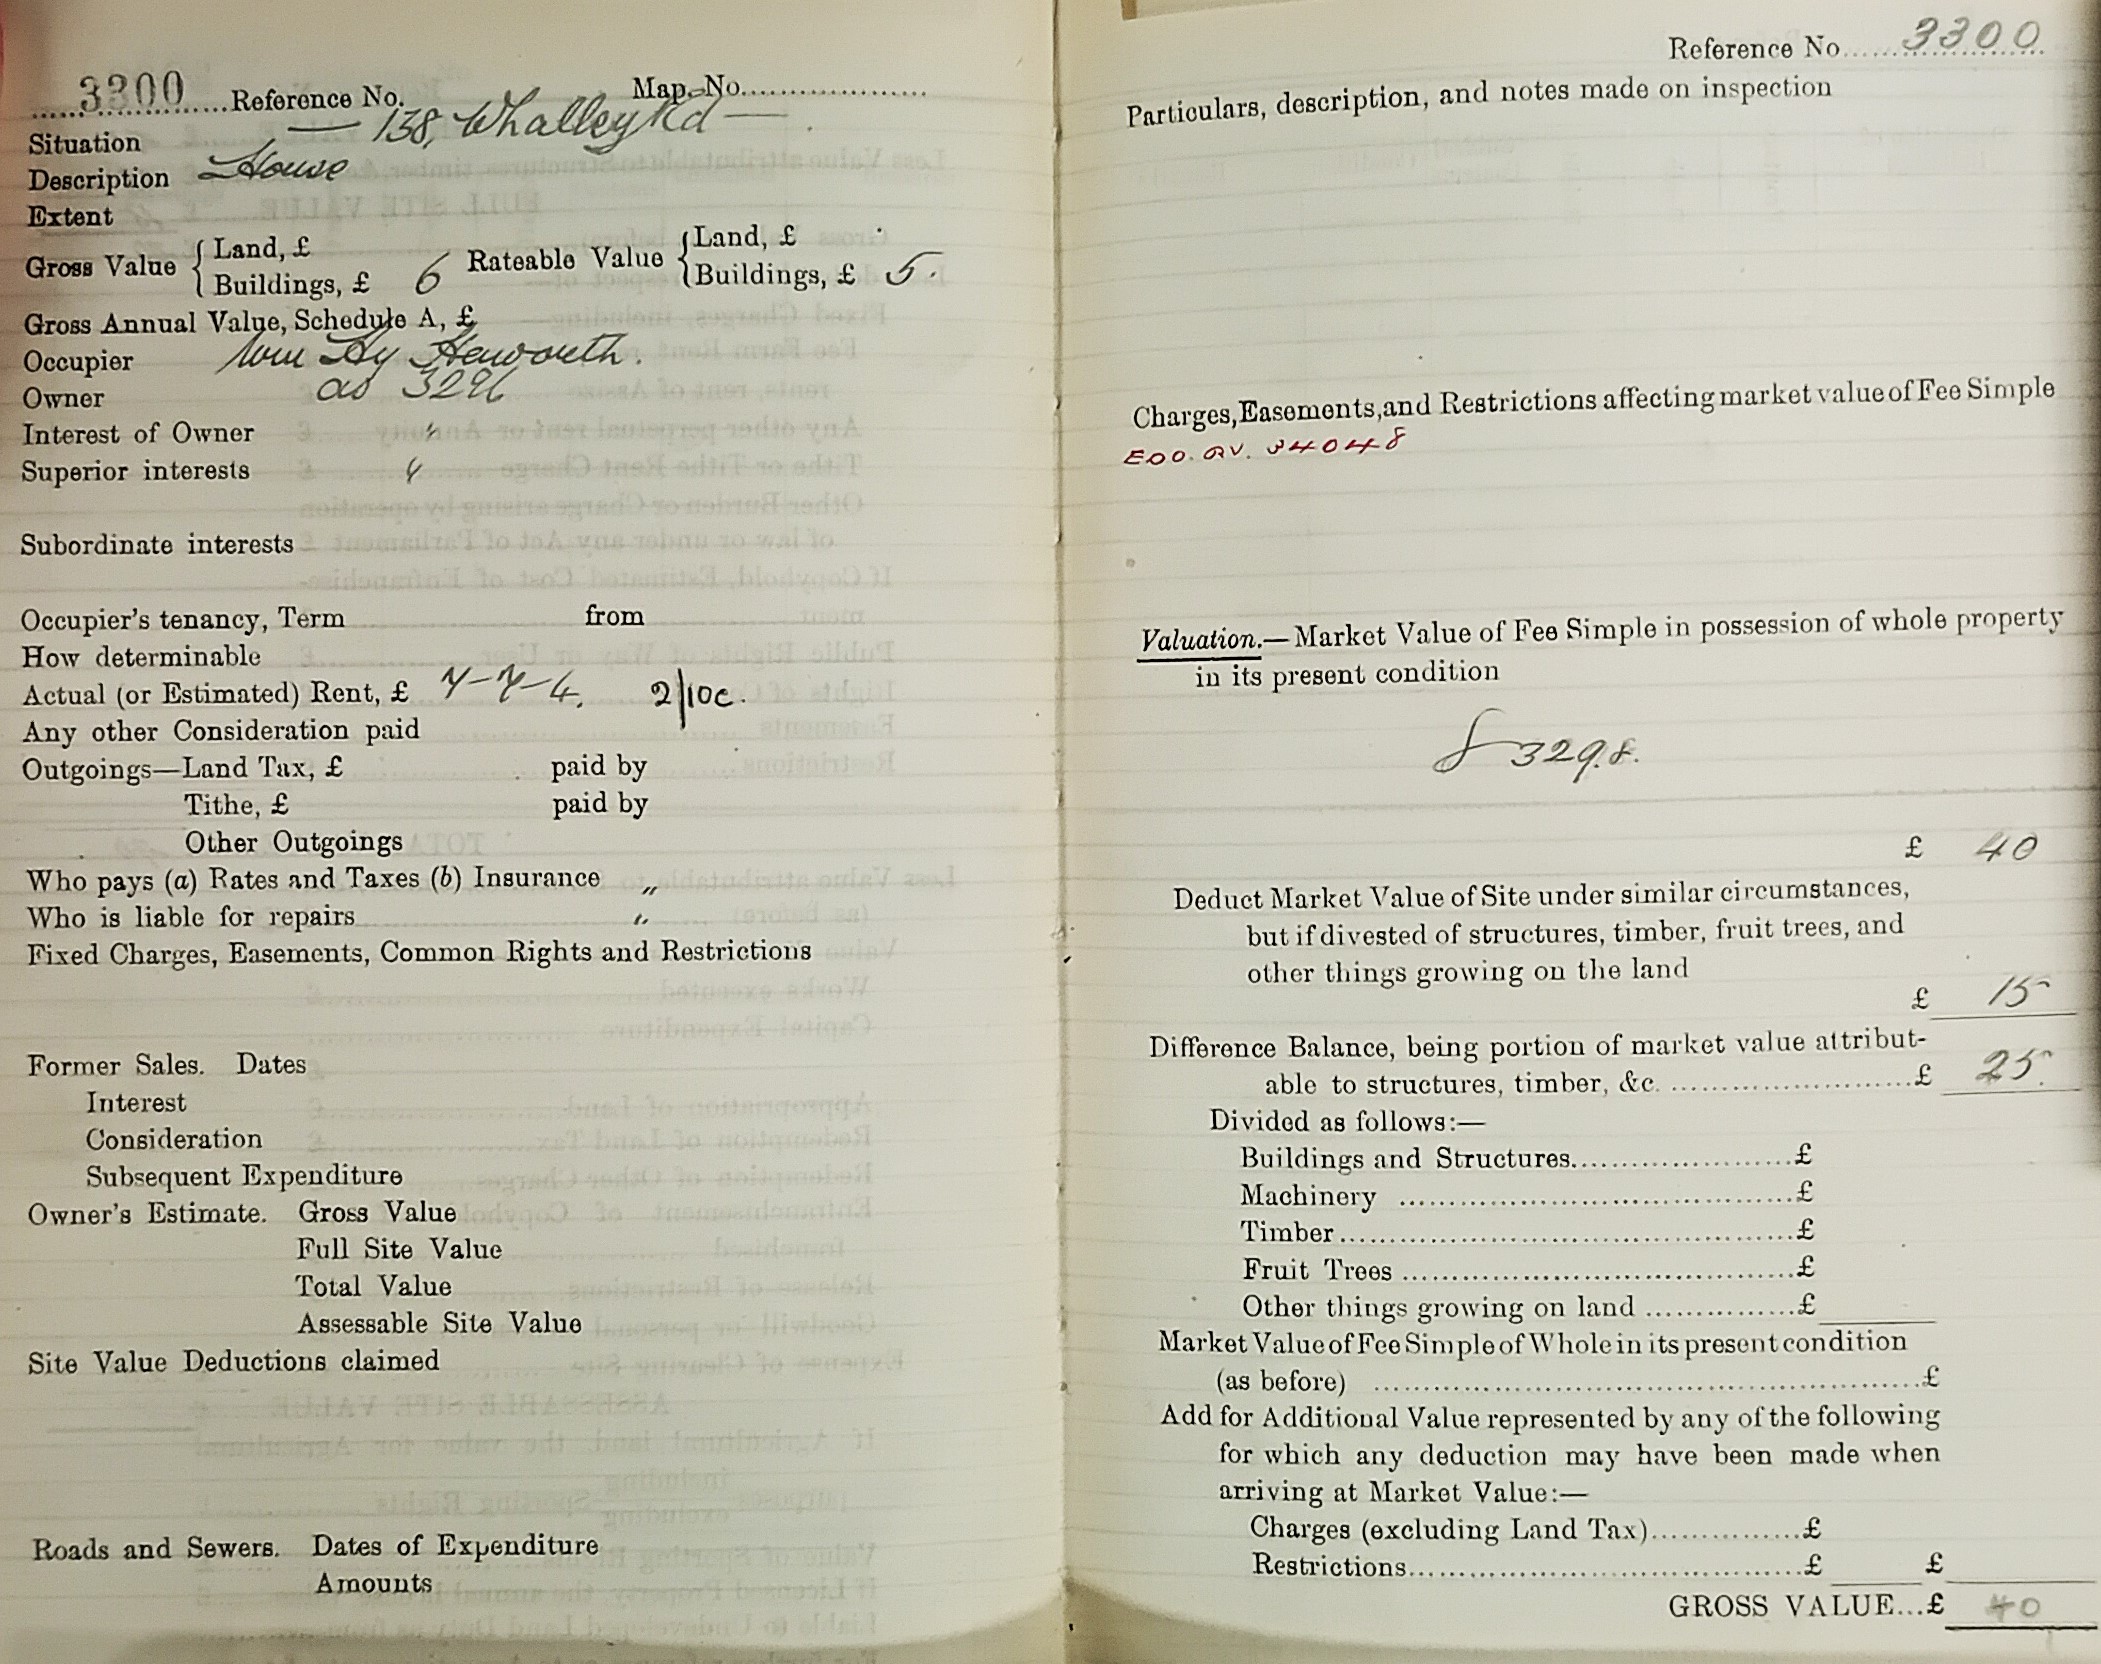 3300 Reference No. Map. No.
Situation — 138, Whalley Rd —
Description House
Extent
Gross Value { Land, £ Rateable Value { Land, £
Buildings, £ 6 Buildings, £ 5.
Gross Annual Value, Schedule A, £
Occupier Wm Hy Haworth.
Owner as 3296
Interest of Owner "
Superior interests "
Subordinate interests
Occupier's tenancy, Term from
How determinable
Actual (or Estimated) Rent, £ 7-7-4. 2/10c.
Any other Consideration paid
Outgoings—Land Tax, £ paid by
Tithe, £ paid by
Other Outgoings
Who pays (a) Rates and Taxes (b) Insurance "
Who is liable for repairs "
Fixed Charges, Easements, Common Rights and Restrictions
Former Sales. Dates
Interest
Consideration
Subsequent Expenditure
Owner's Estimate. Gross Value
Full Site Value
Total Value
Assessable Site Value
Site Value Deductions claimed
Roads and Sewers. Dates of Expenditure
Amounts
Reference No. 3300
Particulars, description, and notes made on inspection
Charges, Easements, and Restrictions affecting market value of Fee Simple
34048
Valuation.—Market Value of Fee Simple in possession of whole property
in its present condition
3298.
£ 40
Deduct Market Value of Site under similar circumstances,
but if divested of structures, timber, fruit trees, and
other things growing on the land
£ 15
Difference Balance, being portion of market value attribut-
able to structures, timber, &c. £ 25.
Divided as follows:—
Buildings and Structures £
Machinery £
Timber £
Fruit Trees £
Other things growing on land £
Market Value of Fee Simple of Whole in its present condition
(as before) £
Add for Additional Value represented by any of the following
for which any deduction may have been made when
arriving at Market Value:—
Charges (excluding Land Tax) £
Restrictions £ £
GROSS VALUE...£ 40